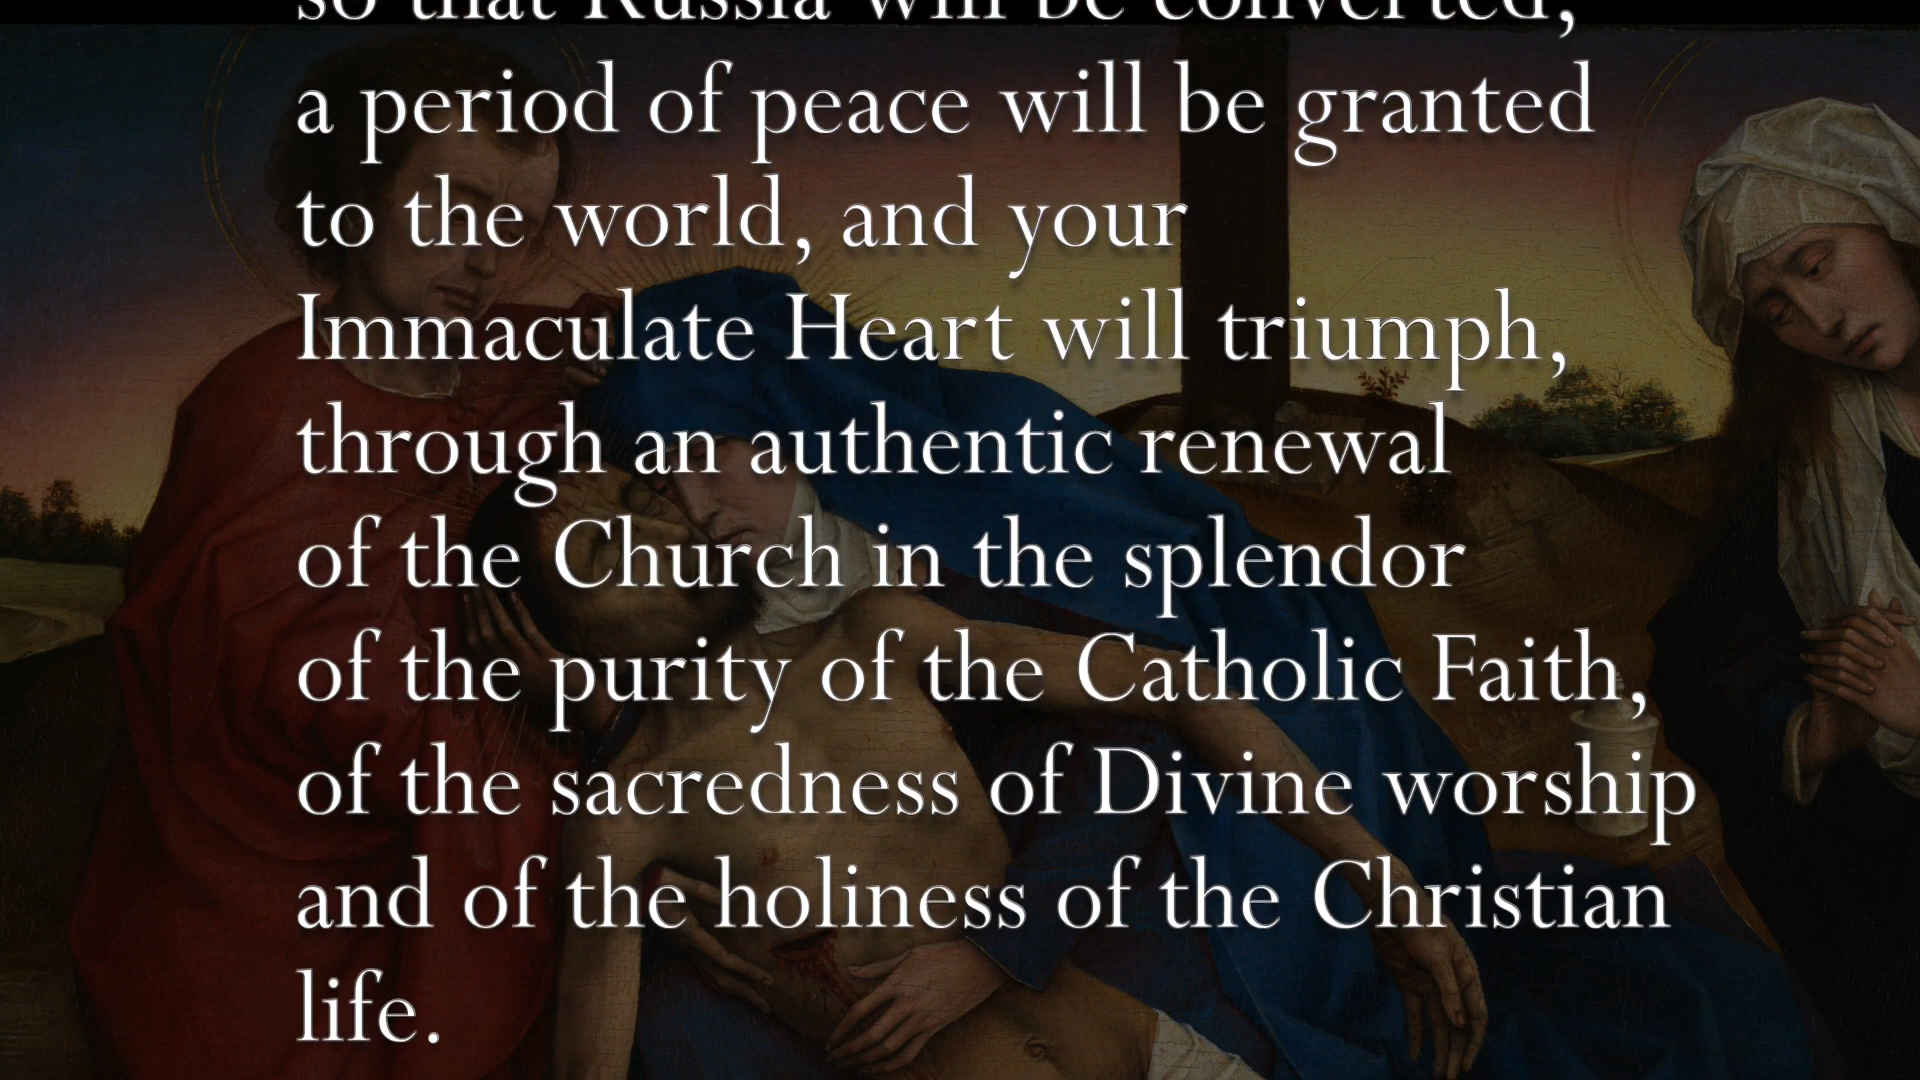 so that Russia will be converted,
a period of peace will be granted
to the world, and your
Immaculate Heart will triumph,
through an authentic renewal
of the Church in the splendor
of the purity of the Catholic Faith,
of the sacredness of Divine worship
and of the holiness of the Christian
life.